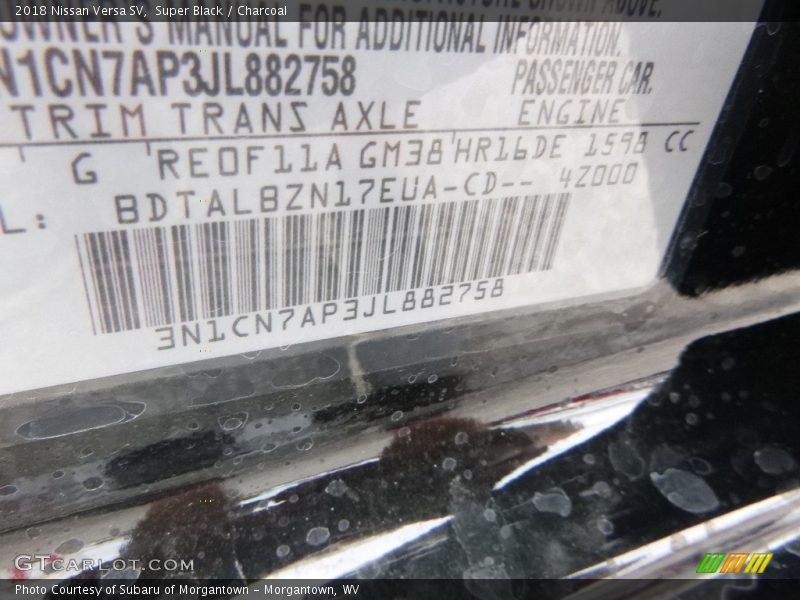 2018 Nissan Versa SV, Super Black / Charcoal
OWNER'S MANUAL FOR ADDITIONAL INFORMATION.
N1CN7AP3JL882758 PASSENGER CAR.
TRIM TRANS AXLE ENGINE
G RE0F11A GM38 HR16DE 1598 CC
L: BDTALBZN17EUA-CD-- 4Z000
3N1CN7AP3JL882758
GTCARLOT.COM
Photo Courtesy of Subaru of Morgantown - Morgantown, WV